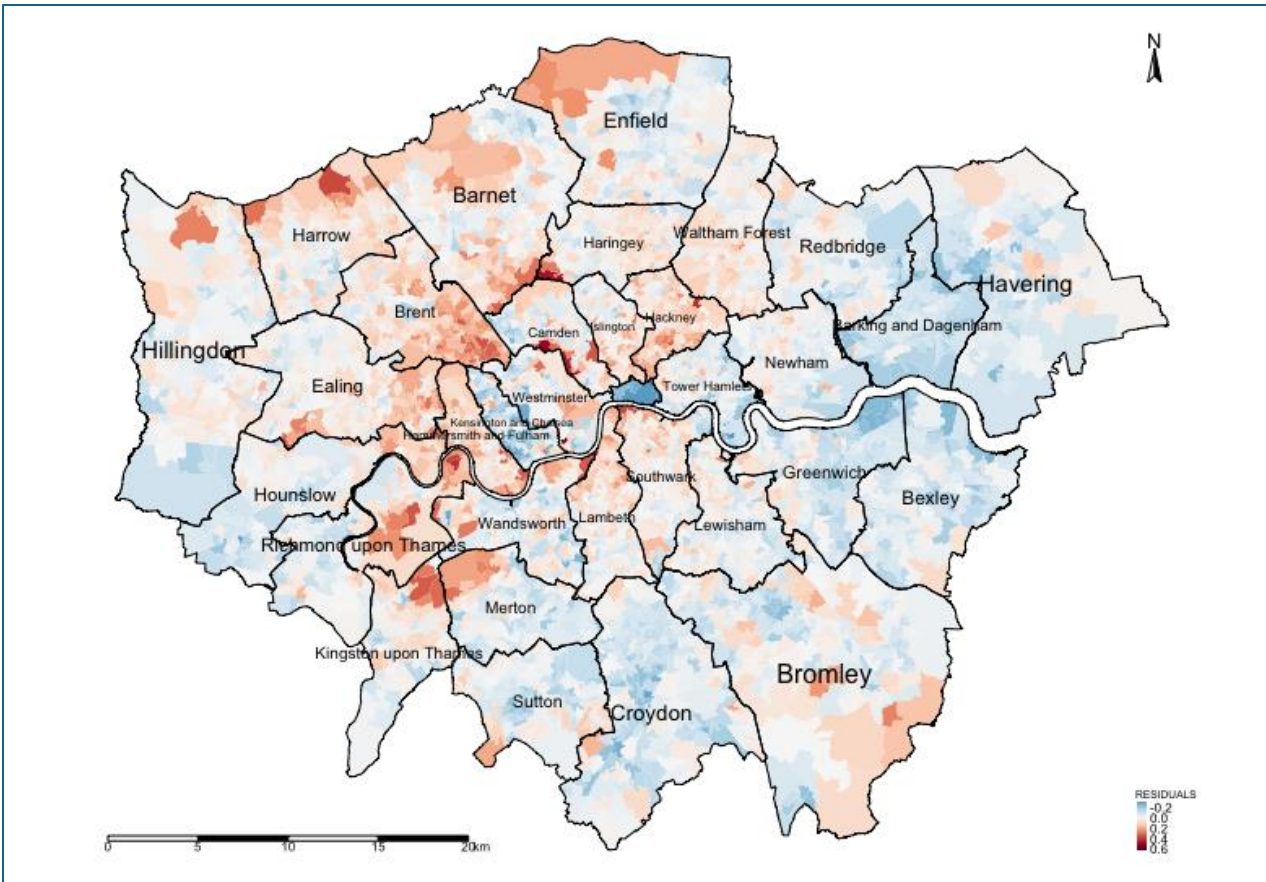 N
Enfield
Barnet
Harrow
Haringey
Waltham Forest
Redbridge
Havering
Brent
Hackney
Camden
Islington
Barking and Dagenham
Hillingdon
Newham
Ealing
Tower Hamlets
Westminster
Kensington and Chelsea
Hammersmith and Fulham
Southwark
Greenwich
Hounslow
Bexley
Wandsworth
Lambeth
Lewisham
Richmond upon Thames
Merton
Kingston upon Thames
Bromley
Sutton
Croydon
RESIDUALS
-0.2
0.0
0.2
0.4
0.6
0 5 10 15 20km